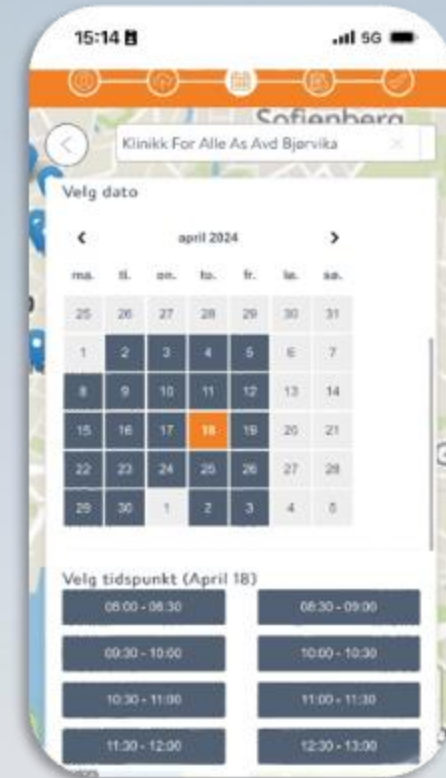 15:14
5G
Sofienberg
Klinikk For Alle As Avd Bjørvika ×
Velg dato
april 2024
ma. ti. on. to. fr. lø. sø.
25 26 27 28 29 30 31
1 2 3 4 5 6 7
8 9 10 11 12 13 14
15 16 17 18 19 20 21
22 23 24 25 26 27 28
29 30 1 2 3 4 5
Velg tidspunkt (April 18)
08:30 - 09:00
09:30 - 10:00 10:00 - 10:30
10:30 - 11:00 11:00 - 11:30
11:30 - 12:00 12:30 - 13:00